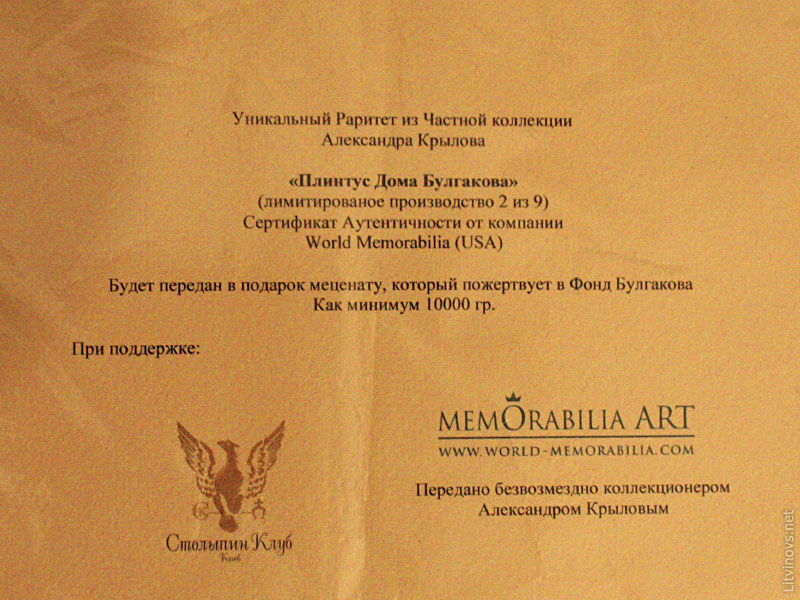 Уникальный Раритет из Частной коллекции
Александра Крылова
«Плинтус Дома Булгакова»
(лимитированое производство 2 из 9)
Сертификат Аутентичности от компании
World Memorabilia (USA)
Будет передан в подарок меценату, который пожертвует в Фонд Булгакова
Как минимум 10000 гр.
При поддержке:
Столыпин Клуб
Киев
MEMORABILIA ART
WWW.WORLD-MEMORABILIA.COM
Передано безвозмездно коллекционером
Александром Крыловым
Litvinovs.net